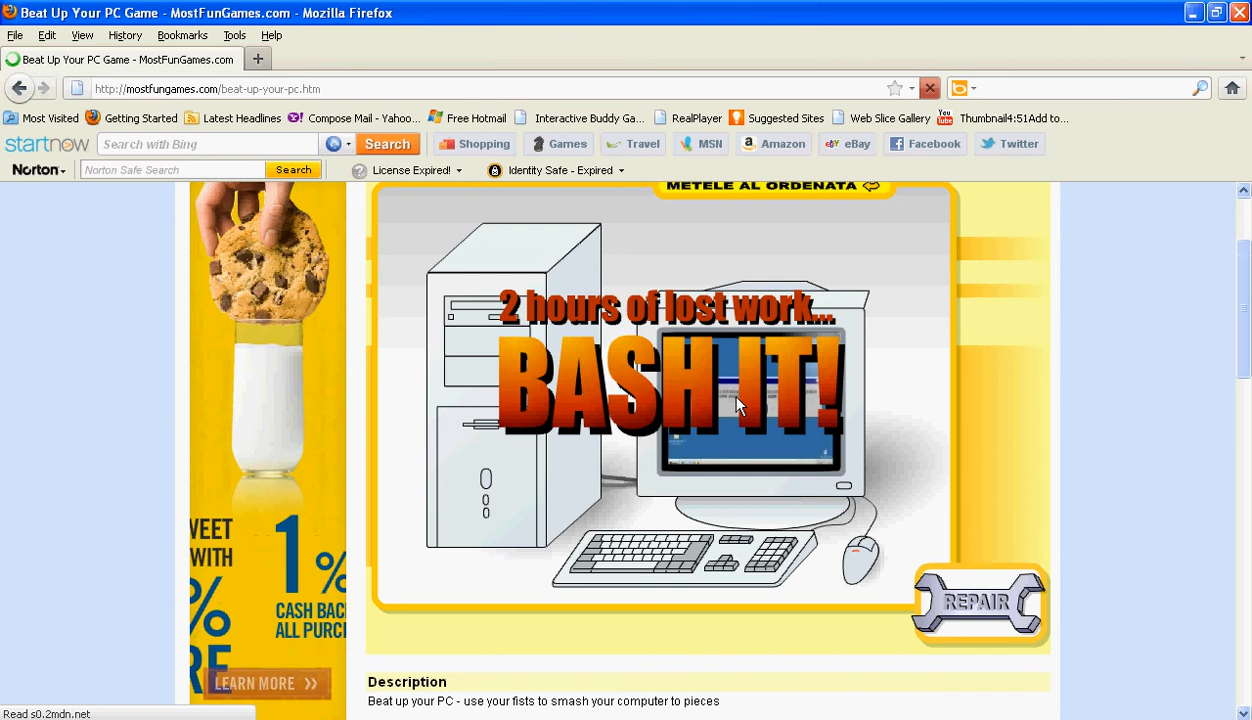 Beat Up Your PC Game - MostFunGames.com - Mozilla Firefox
File Edit View History Bookmarks Tools Help
Beat Up Your PC Game - MostFunGames.com
http://mostfungames.com/beat-up-your-pc.htm
Most Visited Getting Started Latest Headlines Compose Mail - Yahoo... Free Hotmail Interactive Buddy Ga... RealPlayer Suggested Sites Web Slice Gallery Thumbnail4:51Add to...
startnow Search with Bing Search Shopping Games Travel MSN Amazon eBay Facebook Twitter
Norton Norton Safe Search Search License Expired! Identity Safe - Expired
METELE AL ORDENATA
2 hours of lost work...
BASH IT!
REPAIR
WEET
WITH
%
RE
1%
CASH BAC
ALL PURC
LEARN MORE >>
Description
Beat up your PC - use your fists to smash your computer to pieces
Read s0.2mdn.net